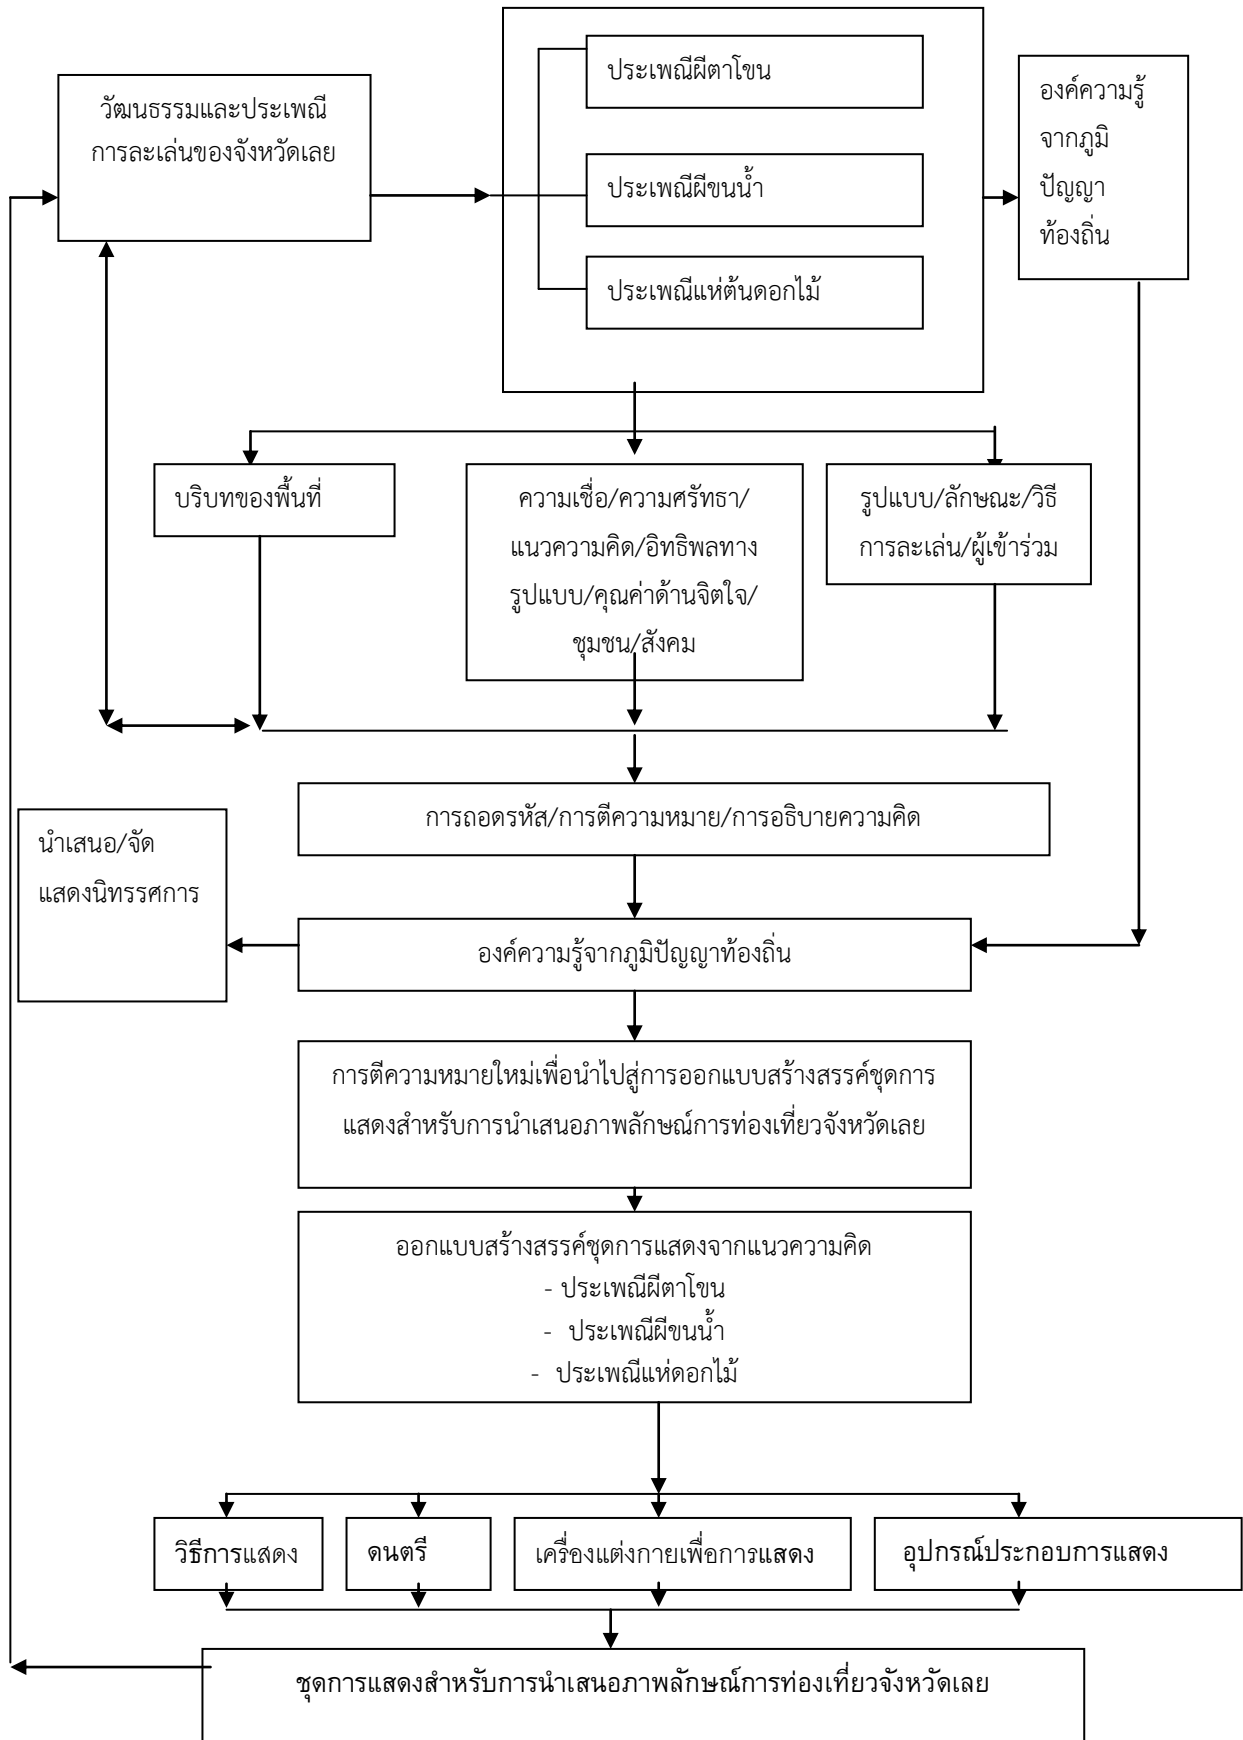 วัฒนธรรมและประเพณี
การละเล่นของจังหวัดเลย
ประเพณีผีตาโขน
ประเพณีผีขนน้ำ
ประเพณีแห่ต้นดอกไม้
องค์ความรู้
จากภูมิ
ปัญญา
ท้องถิ่น
บริบทของพื้นที่
ความเชื่อ/ความศรัทธา/
แนวความคิด/อิทธิพลทาง
รูปแบบ/คุณค่าด้านจิตใจ/
ชุมชน/สังคม
รูปแบบ/ลักษณะ/วิธี
การละเล่น/ผู้เข้าร่วม
การถอดรหัส/การตีความหมาย/การอธิบายความคิด
นำเสนอ/จัด
แสดงนิทรรศการ
องค์ความรู้จากภูมิปัญญาท้องถิ่น
การตีความหมายใหม่เพื่อนำไปสู่การออกแบบสร้างสรรค์ชุดการ
แสดงสำหรับการนำเสนอภาพลักษณ์การท่องเที่ยวจังหวัดเลย
ออกแบบสร้างสรรค์ชุดการแสดงจากแนวความคิด
- ประเพณีผีตาโขน
- ประเพณีผีขนน้ำ
- ประเพณีแห่ดอกไม้
วิธีการแสดง
ดนตรี
เครื่องแต่งกายเพื่อการแสดง
อุปกรณ์ประกอบการแสดง
ชุดการแสดงสำหรับการนำเสนอภาพลักษณ์การท่องเที่ยวจังหวัดเลย